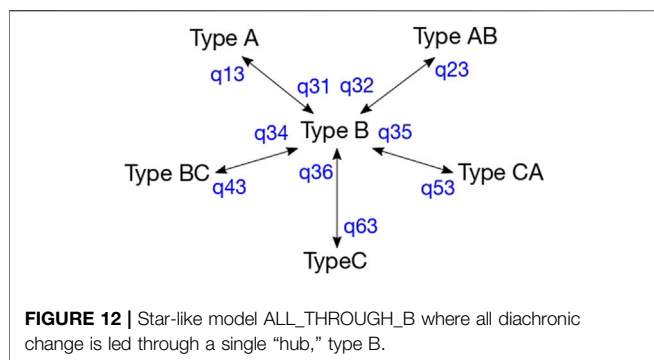 Type A Type AB
q13 q31 q32 q23
q34 Type B q35
Type BC q36 Type CA
q43 q53
q63
TypeC
FIGURE 12 | Star-like model ALL_THROUGH_B where all diachronic
change is led through a single “hub,” type B.